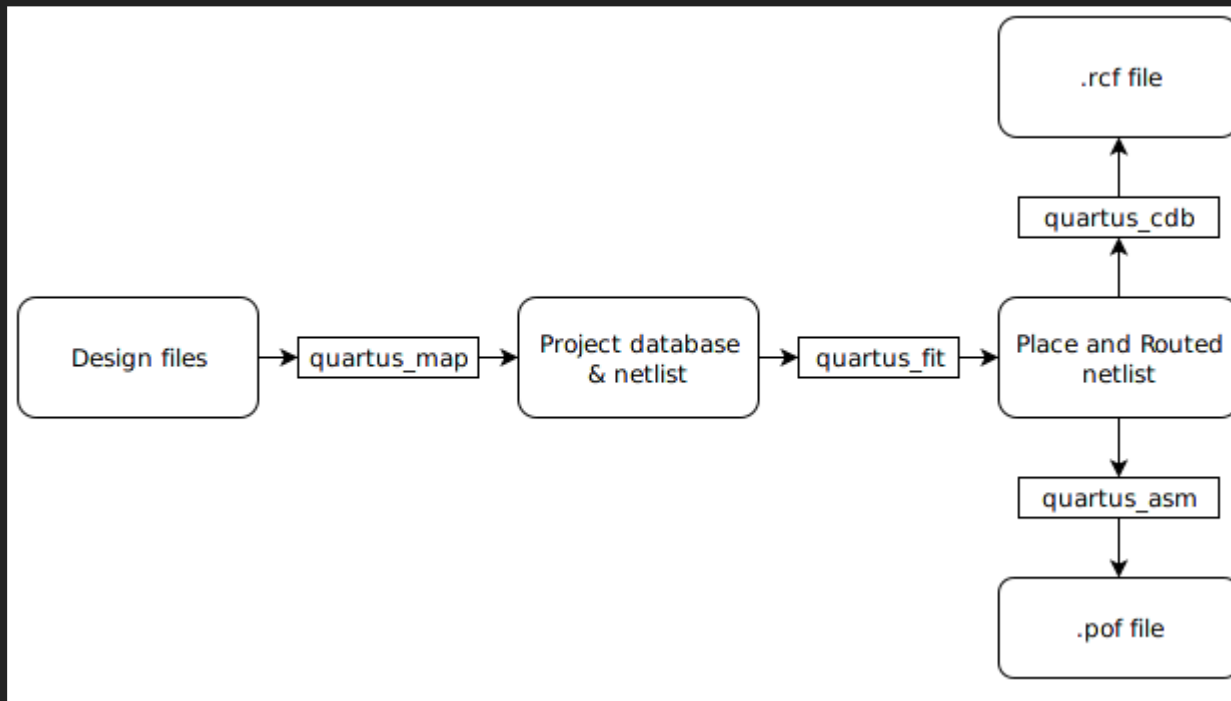 .rcf file
quartus_cdb
Design files
quartus_map
Project database
& netlist
quartus_fit
Place and Routed
netlist
quartus_asm
.pof file